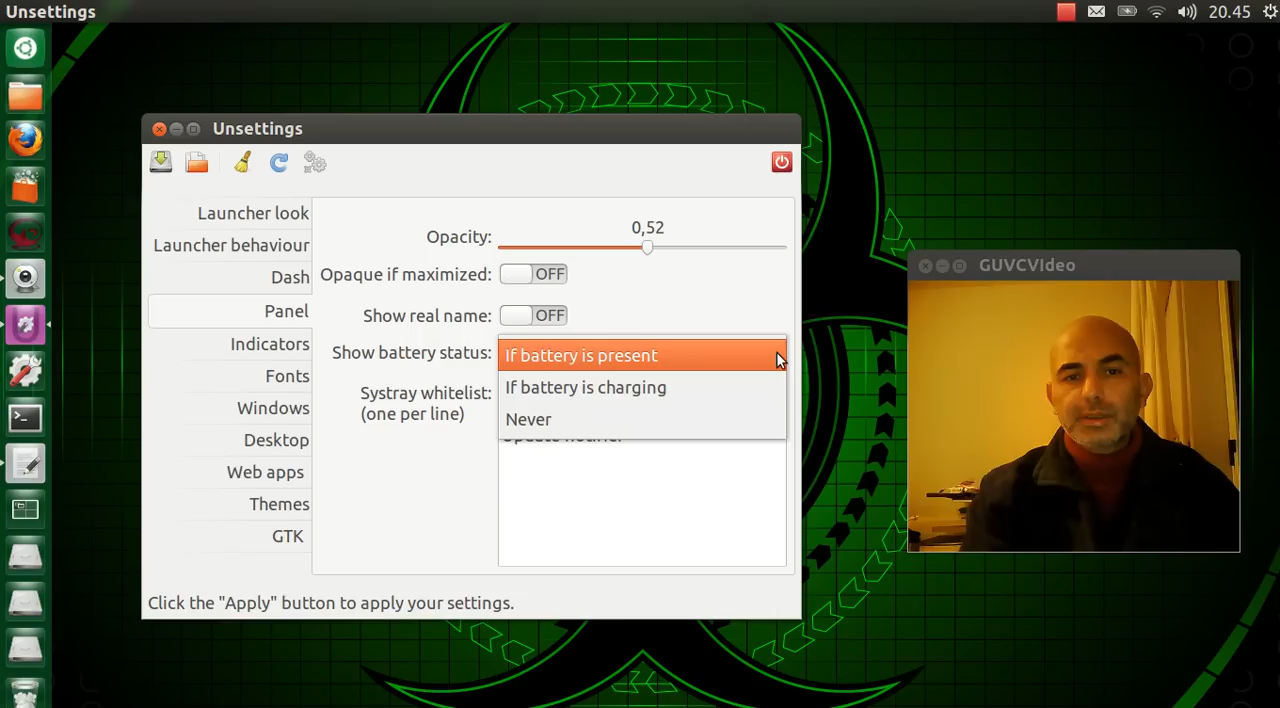 Unsettings
20.45
Unsettings
Launcher look
Launcher behaviour
Dash
Panel
Indicators
Fonts
Windows
Desktop
Web apps
Themes
GTK
0,52
Opacity:
Opaque if maximized: OFF
Show real name: OFF
Show battery status: If battery is present
If battery is charging
Never
Systray whitelist:
(one per line)
Update notifier
Click the "Apply" button to apply your settings.
GUVCVIdeo